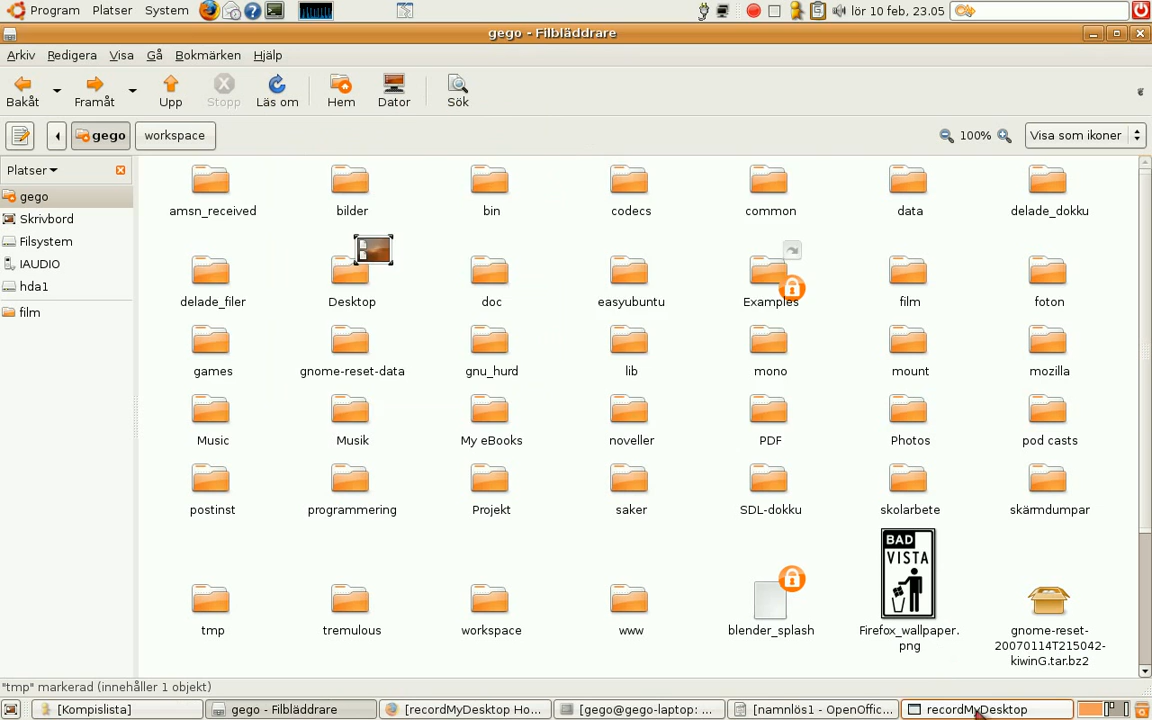 Program Platser System lör 10 feb, 23.05
gego - Filbläddrare
Arkiv Redigera Visa Gå Bokmärken Hjälp
Bakåt Framåt Upp Stopp Läs om Hem Dator Sök
gego workspace 100% Visa som ikoner
Platser
gego
Skrivbord
Filsystem
IAUDIO
hda1
film
amsn_received bilder bin codecs common data delade_dokku
delade_filer Desktop doc easyubuntu Examples film foton
games gnome-reset-data gnu_hurd lib mono mount mozilla
Music Musik My eBooks noveller PDF Photos pod casts
postinst programmering Projekt saker SDL-dokku skolarbete skärmdumpar
BAD
VISTA
tmp tremulous workspace www blender_splash Firefox_wallpaper.
png
gnome-reset-
20070114T215042-
kiwinG.tar.bz2
"tmp" markerad (innehåller 1 objekt)
[Kompislista] gego - Filbläddrare [recordMyDesktop Ho... [gego@gego-laptop: ... [namnlös1 - OpenOffic... recordMyDesktop